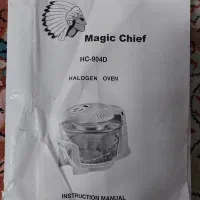 Magic Chief
HC-904D
HALOGEN OVEN
INSTRUCTION MANUAL